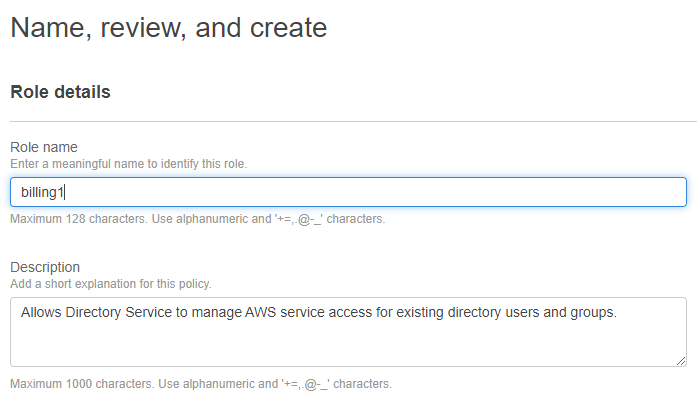 Name, review, and create
Role details
Role name
Enter a meaningful name to identify this role.
billing1
Maximum 128 characters. Use alphanumeric and '+=,.@-_' characters.
Description
Add a short explanation for this policy.
Allows Directory Service to manage AWS service access for existing directory users and groups.
Maximum 1000 characters. Use alphanumeric and '+=,.@-_' characters.